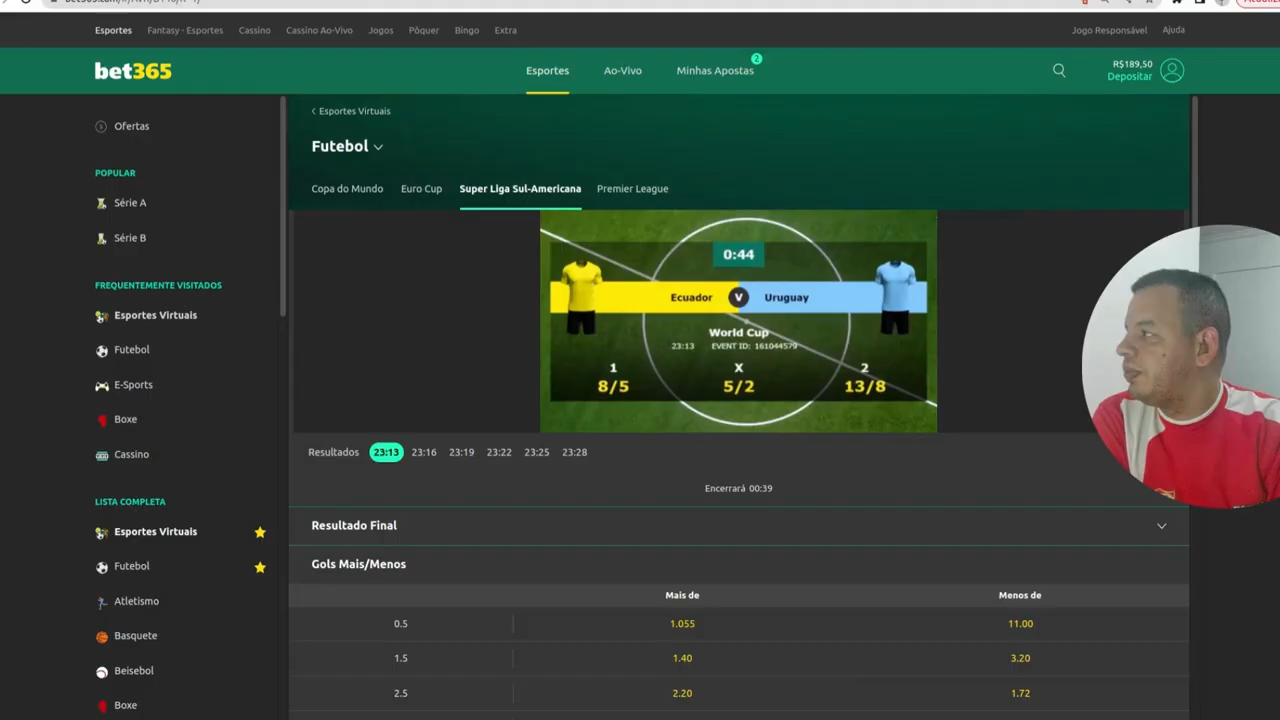 Esportes Fantasy - Esportes Cassino Cassino Ao-Vivo Jogos Pôquer Bingo Extra Jogo Responsável Ajuda
bet365 Esportes Ao-Vivo Minhas Apostas 2 R$189,50
Depositar
Ofertas
POPULAR
Série A
Série B
FREQUENTEMENTE VISITADOS
Esportes Virtuais
Futebol
E-Sports
Boxe
Cassino
LISTA COMPLETA
Esportes Virtuais
Futebol
Atletismo
Basquete
Beisebol
Boxe
Esportes Virtuais
Futebol
Copa do Mundo Euro Cup Super Liga Sul-Americana Premier League
0:44
Ecuador V Uruguay
World Cup
23:13 EVENT ID: 161044579
1 X 2
8/5 5/2 13/8
Resultados 23:13 23:16 23:19 23:22 23:25 23:28
Encerrará 00:39
Resultado Final
Gols Mais/Menos
Mais de Menos de
0.5 1.055 11.00
1.5 1.40 3.20
2.5 2.20 1.72